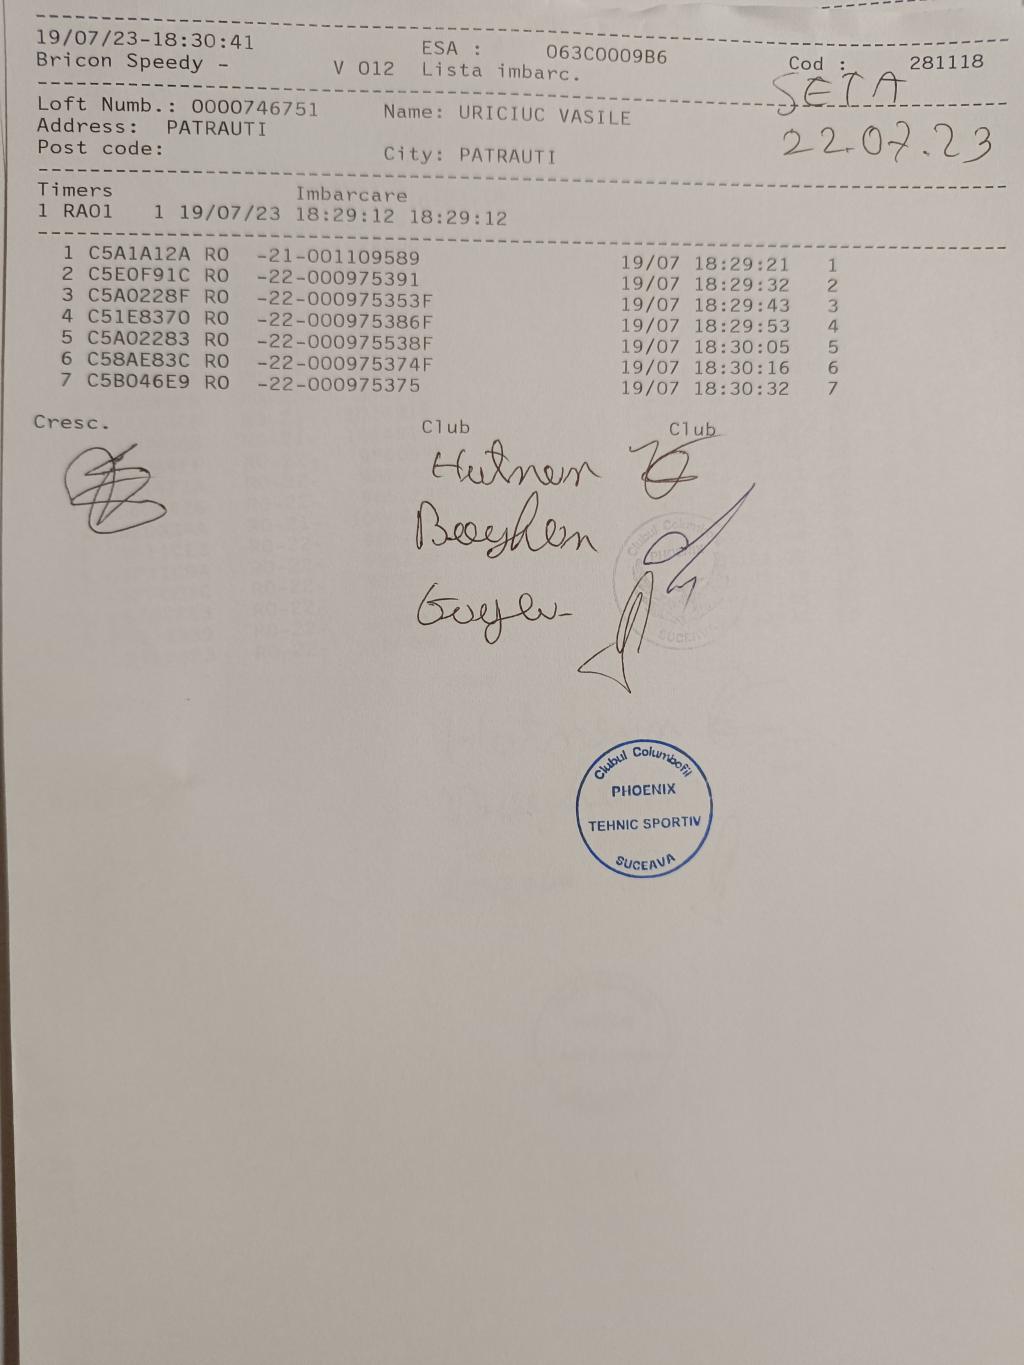 19/07/23-18:30:41 ESA : 063C0009B6 Cod : 281118
Bricon Speedy - V 012 Lista imbarc.
SETA
Loft Numb.: 0000746751 Name: URICIUC VASILE
Address: PATRAUTI
22.07.23
Post code: City: PATRAUTI
Timers Imbarcare
1 RA01 1 19/07/23 18:29:12 18:29:12
1 C5A1A12A RO -21-001109589 19/07 18:29:21 1
2 C5E0F91C RO -22-000975391 19/07 18:29:32 2
3 C5A0228F RO -22-000975353F 19/07 18:29:43 3
4 C51E8370 RO -22-000975386F 19/07 18:29:53 4
5 C5A02283 RO -22-000975538F 19/07 18:30:05 5
6 C58AE83C RO -22-000975374F 19/07 18:30:16 6
7 C5B046E9 RO -22-000975375 19/07 18:30:32 7
Cresc. Club Club
Clubul Columbofil
PHOENIX
SUCEAVA
Clubul Columbofil
PHOENIX
TEHNIC SPORTIV
SUCEAVA